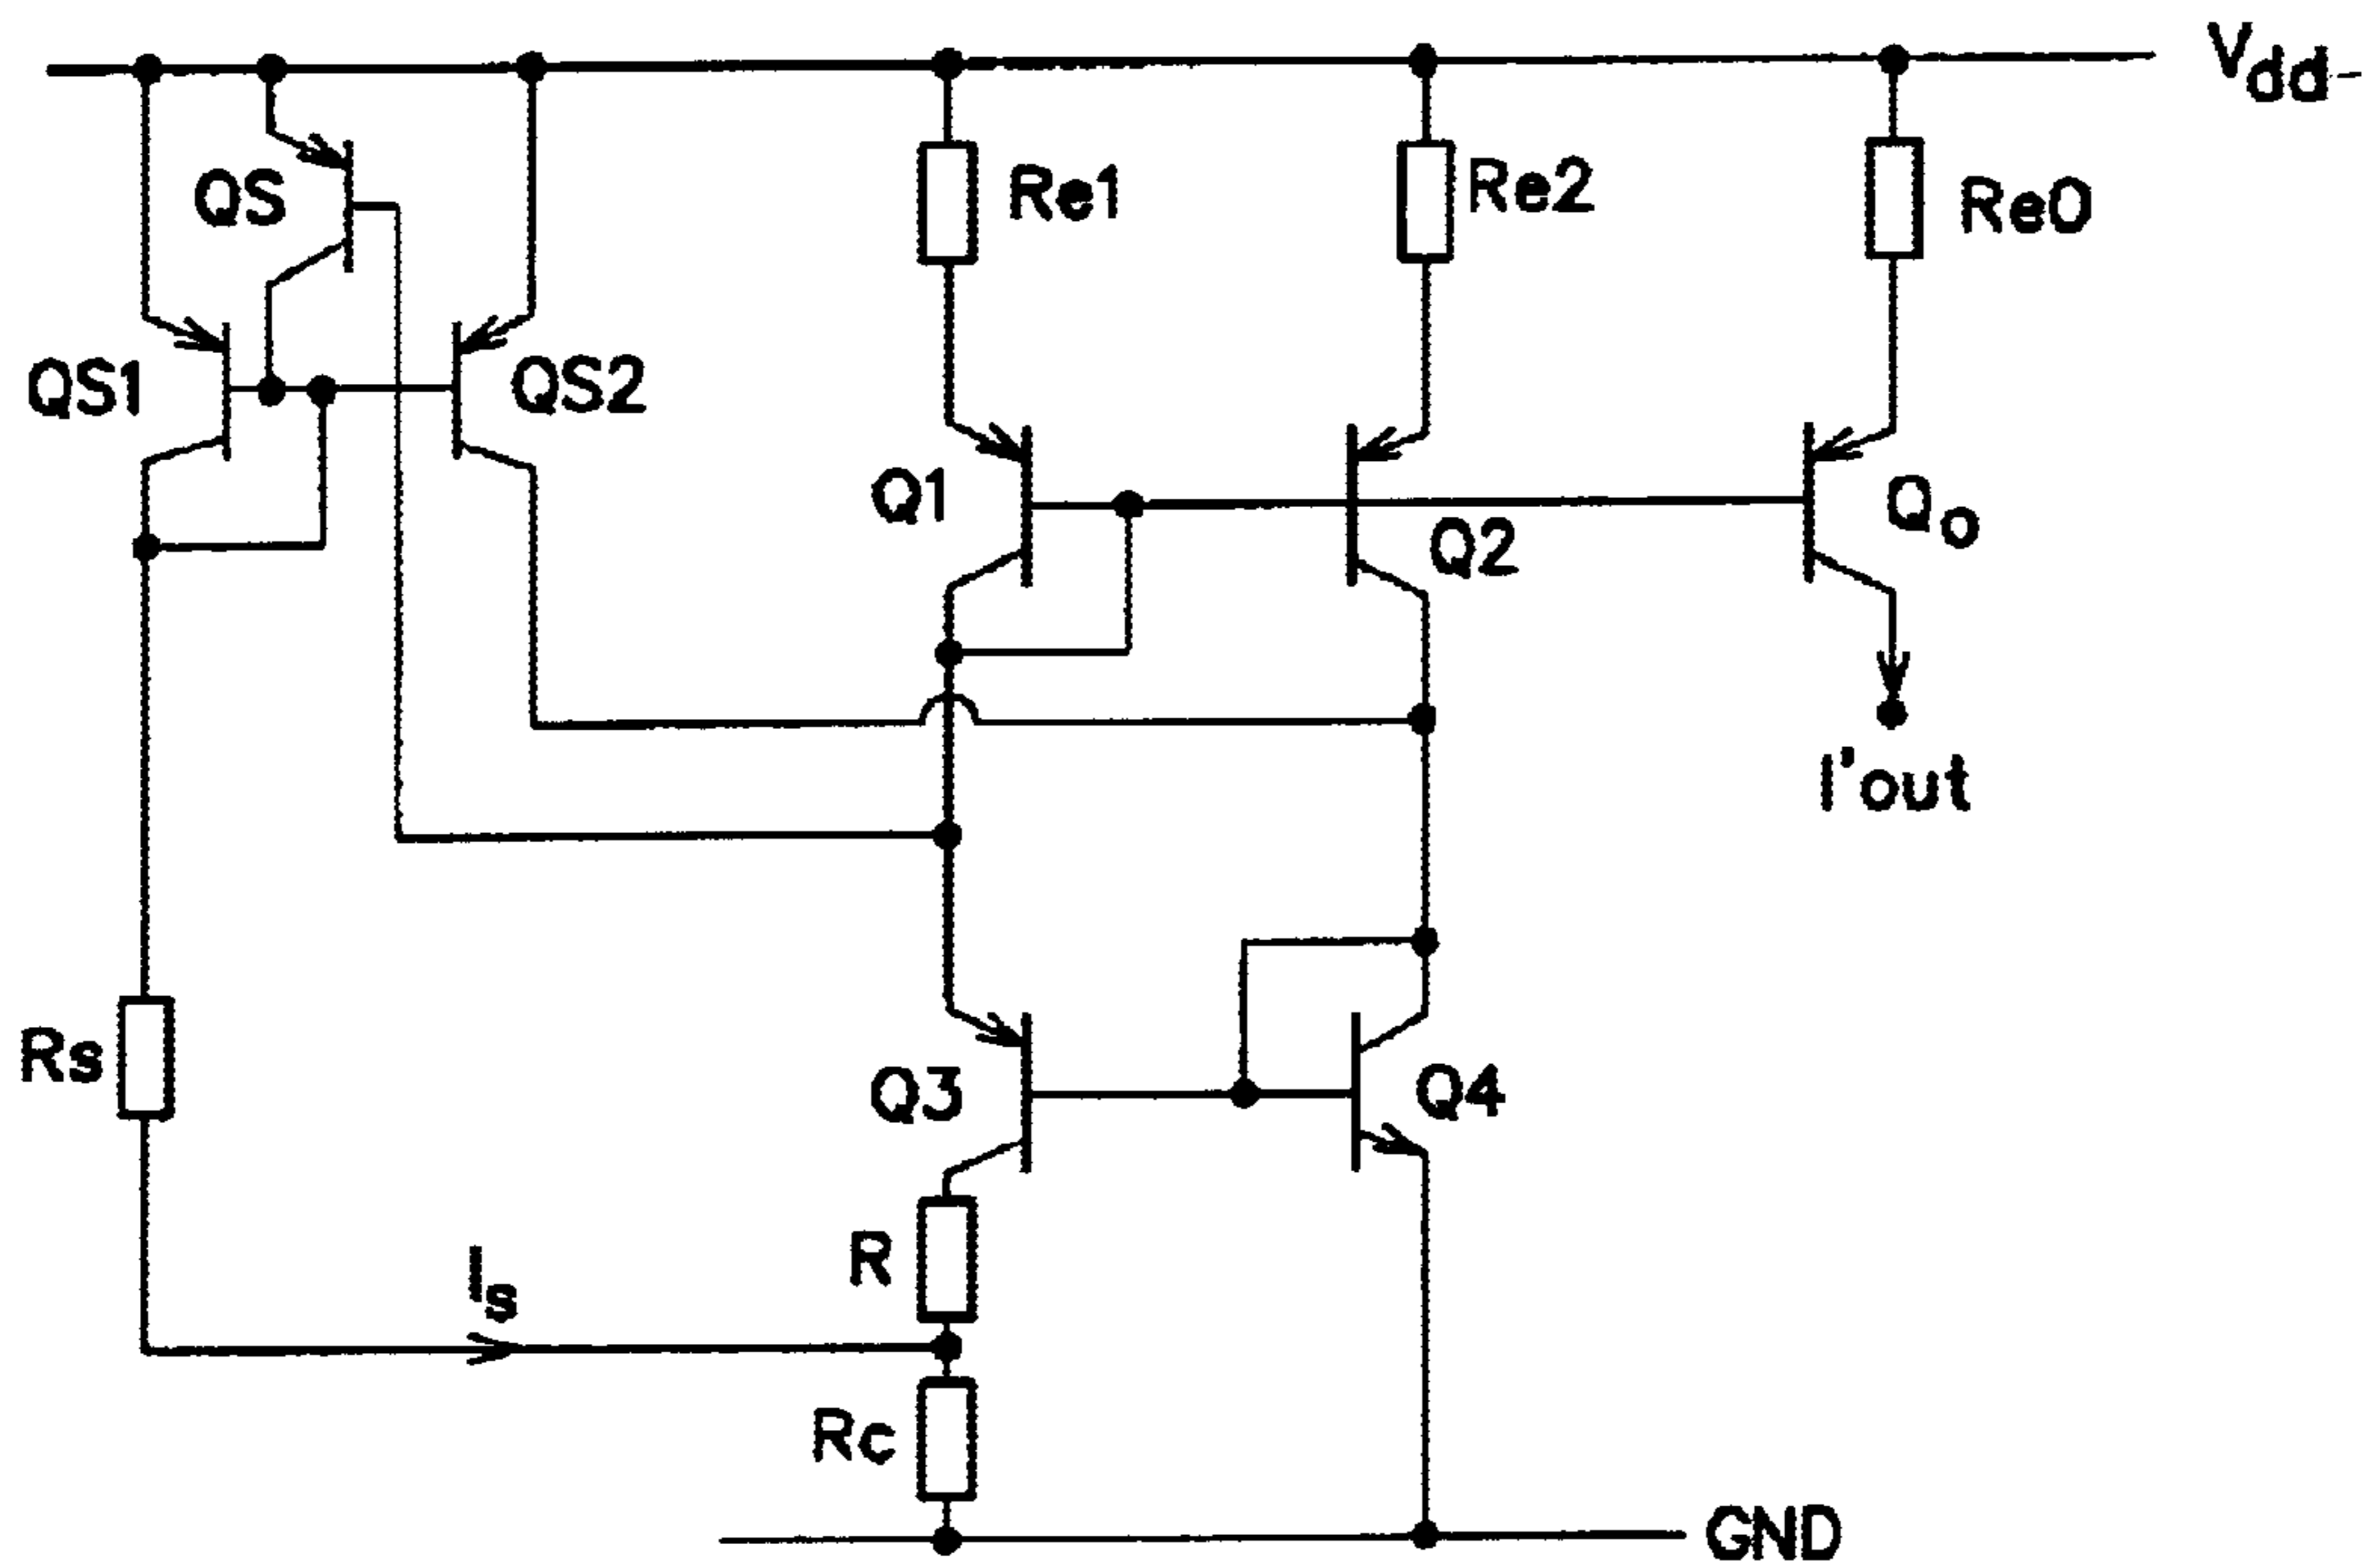 Vdd-
QS
Re1
Re2
Re0
QS1
QS2
Q1
Qo
Q2
I'out
Rs
Q3
Q4
R
Is
Rc
GND